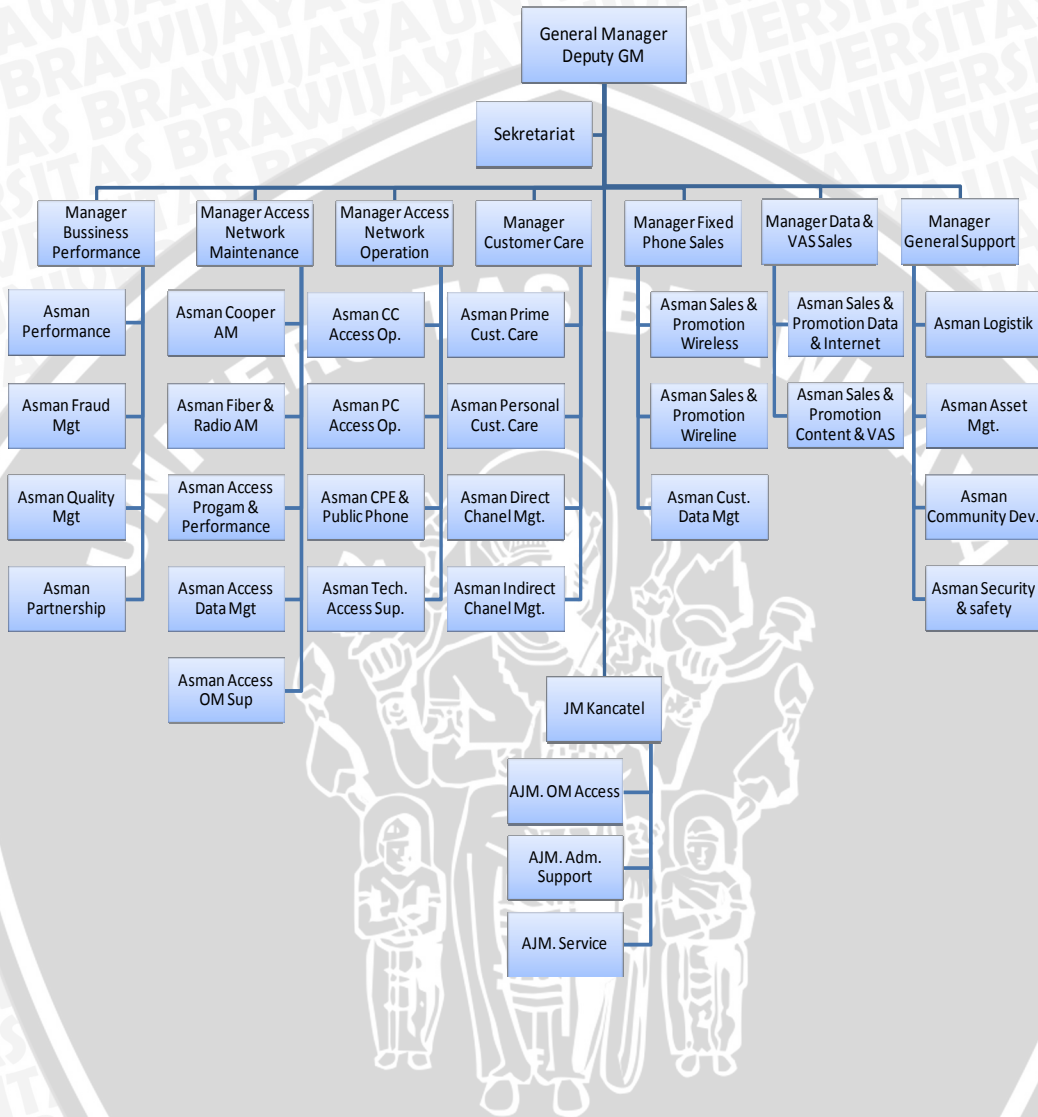 General Manager
Deputy GM
Sekretariat
Manager
Bussiness
Performance
Manager Access
Network
Maintenance
Manager Access
Network
Operation
Manager
Customer Care
Manager Fixed
Phone Sales
Manager Data &
VAS Sales
Manager
General Support
Asman
Performance
Asman Fraud
Mgt
Asman Quality
Mgt
Asman
Partnership
Asman Cooper
AM
Asman Fiber &
Radio AM
Asman Access
Progam &
Performance
Asman Access
Data Mgt
Asman Access
OM Sup
Asman CC
Access Op.
Asman PC
Access Op.
Asman CPE &
Public Phone
Asman Tech.
Access Sup.
Asman Prime
Cust. Care
Asman Personal
Cust. Care
Asman Direct
Chanel Mgt.
Asman Indirect
Chanel Mgt.
Asman Sales &
Promotion
Wireless
Asman Sales &
Promotion
Wireline
Asman Cust.
Data Mgt
Asman Sales &
Promotion Data
& Internet
Asman Sales &
Promotion
Content & VAS
Asman Logistik
Asman Asset
Mgt.
Asman
Community Dev.
Asman Security
& safety
JM Kancatel
AJM. OM Access
AJM. Adm.
Support
AJM. Service